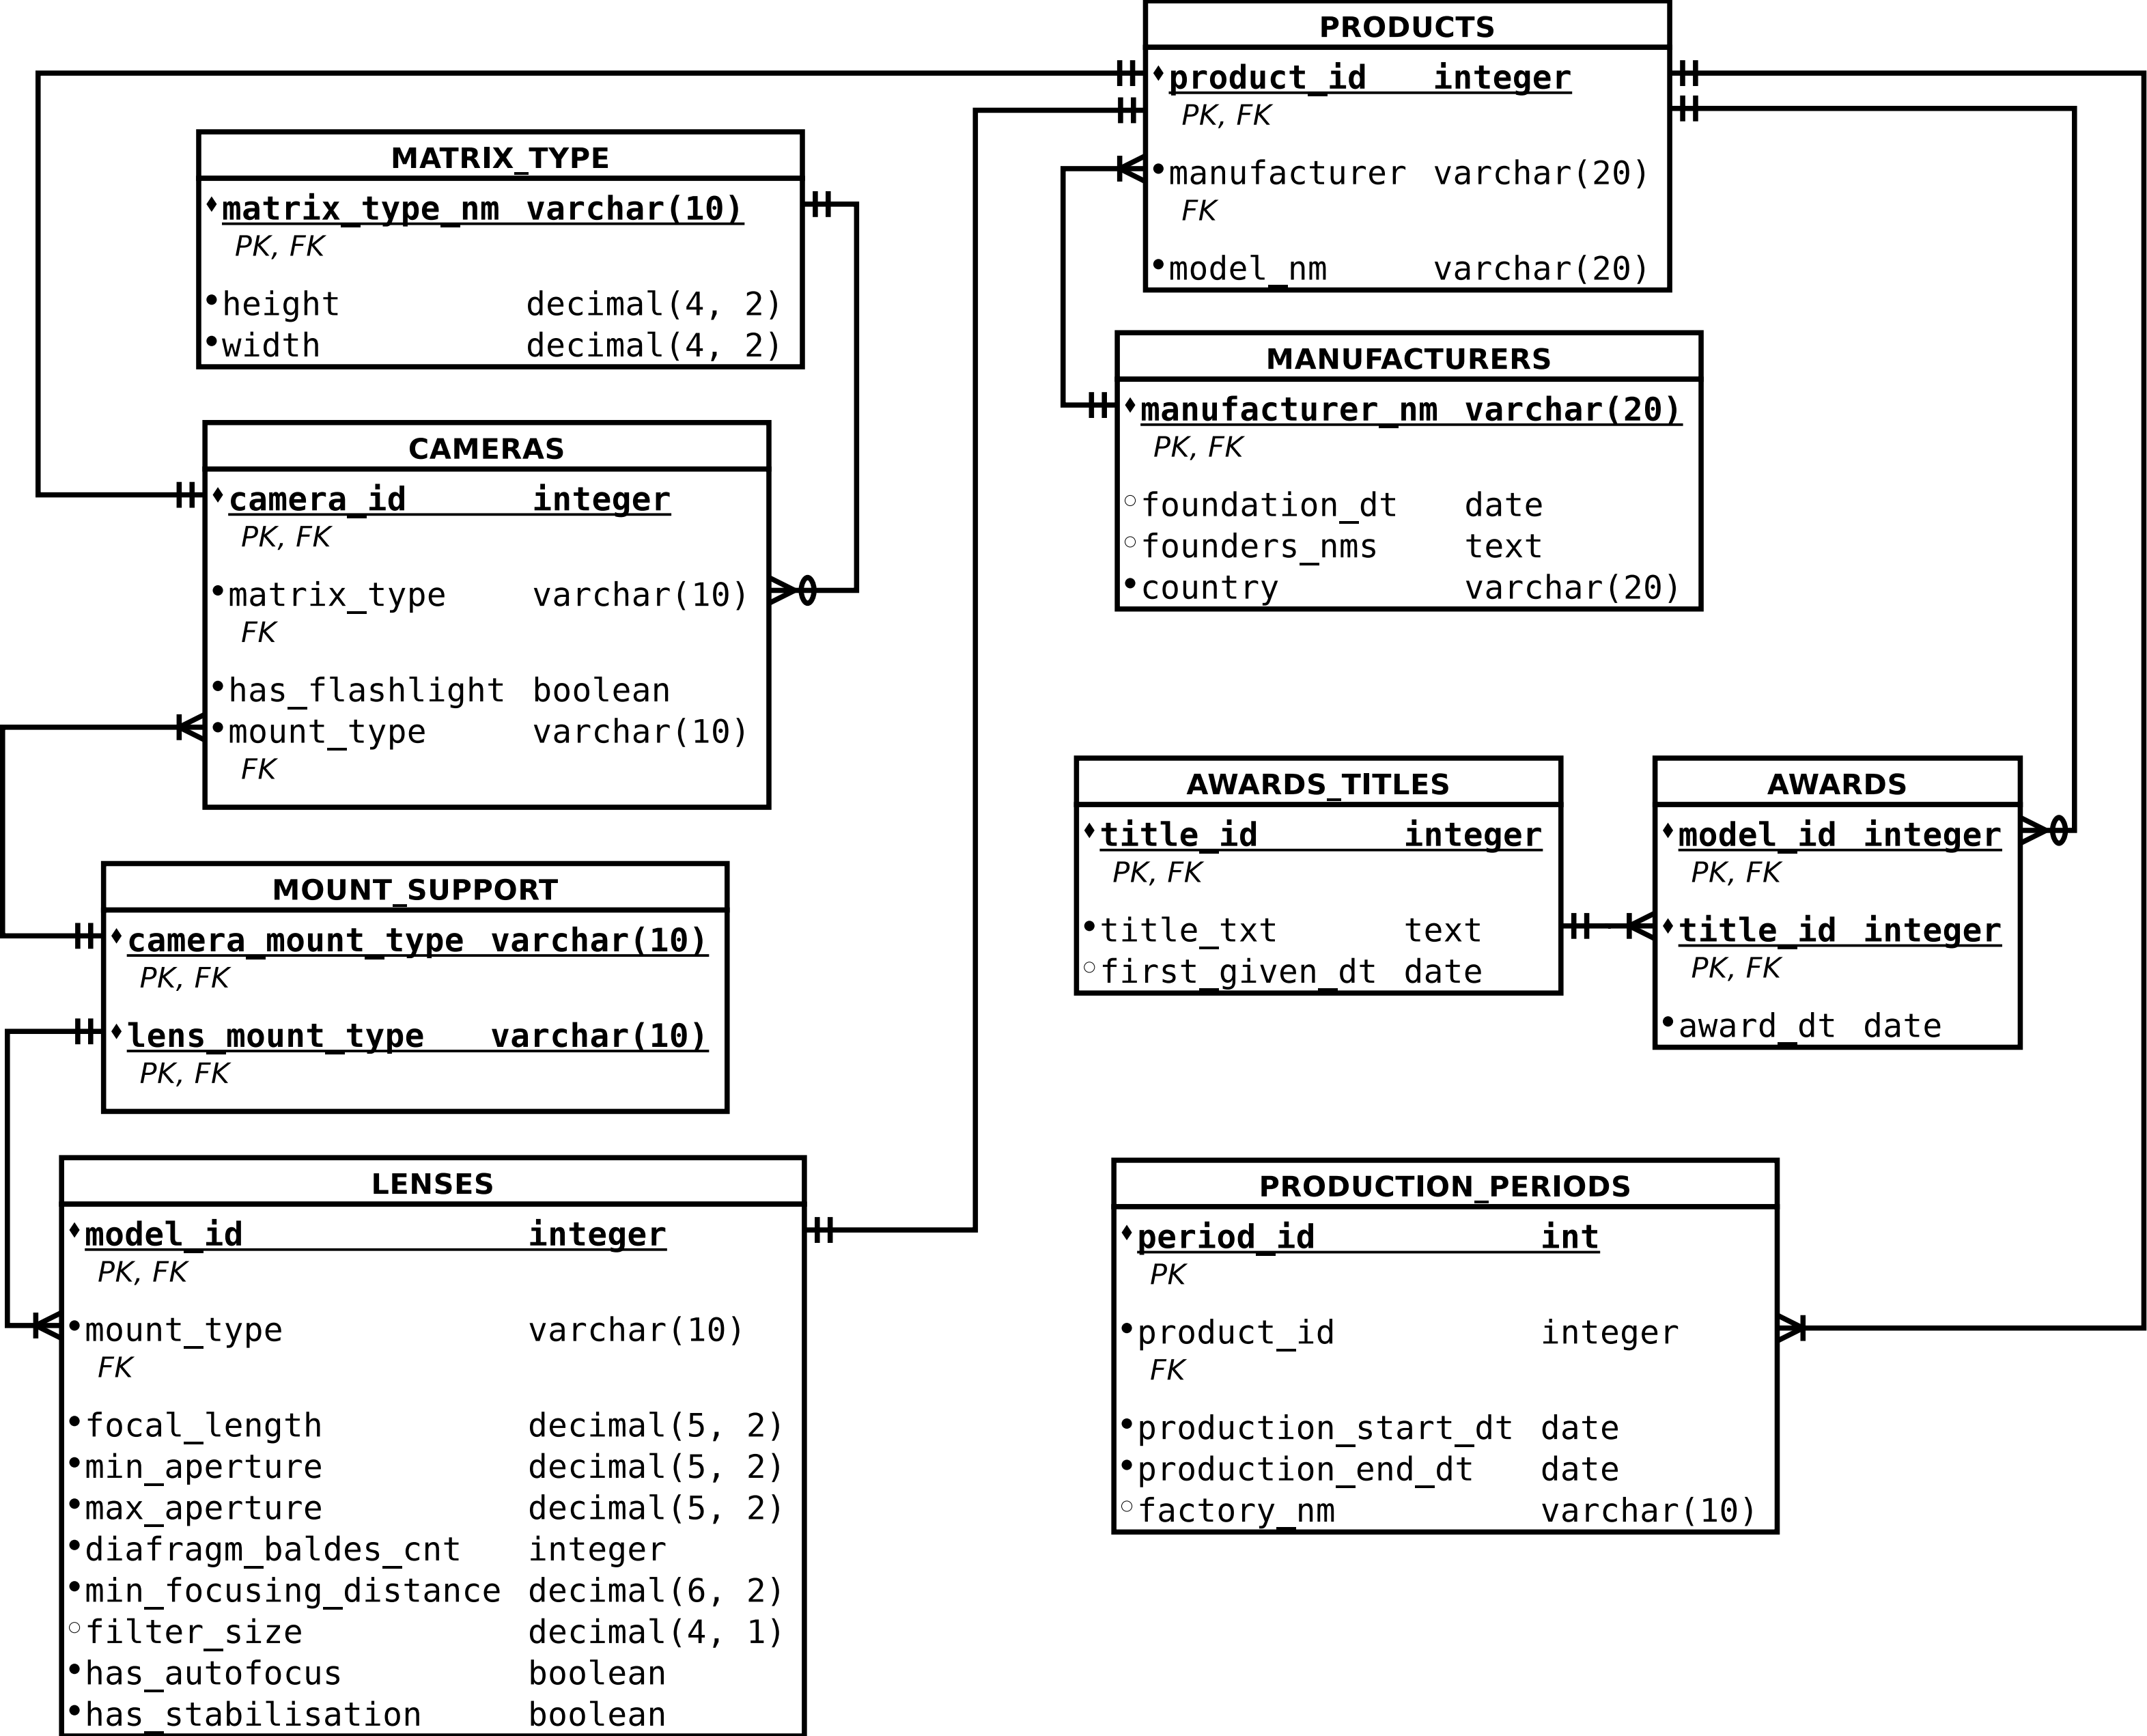 PRODUCTS
product_id integer
PK, FK
manufacturer varchar(20)
FK
model_nm varchar(20)
MATRIX_TYPE
matrix_type_nm varchar(10)
PK, FK
height decimal(4, 2)
width decimal(4, 2)
MANUFACTURERS
manufacturer_nm varchar(20)
PK, FK
foundation_dt date
founders_nms text
country varchar(20)
CAMERAS
camera_id integer
PK, FK
matrix_type varchar(10)
FK
has_flashlight boolean
mount_type varchar(10)
FK
AWARDS_TITLES
title_id integer
PK, FK
title_txt text
first_given_dt date
AWARDS
model_id integer
PK, FK
title_id integer
PK, FK
award_dt date
MOUNT_SUPPORT
camera_mount_type varchar(10)
PK, FK
lens_mount_type varchar(10)
PK, FK
LENSES
model_id integer
PK, FK
mount_type varchar(10)
FK
focal_length decimal(5, 2)
min_aperture decimal(5, 2)
max_aperture decimal(5, 2)
diafragm_baldes_cnt integer
min_focusing_distance decimal(6, 2)
filter_size decimal(4, 1)
has_autofocus boolean
has_stabilisation boolean
PRODUCTION_PERIODS
period_id int
PK
product_id integer
FK
production_start_dt date
production_end_dt date
factory_nm varchar(10)